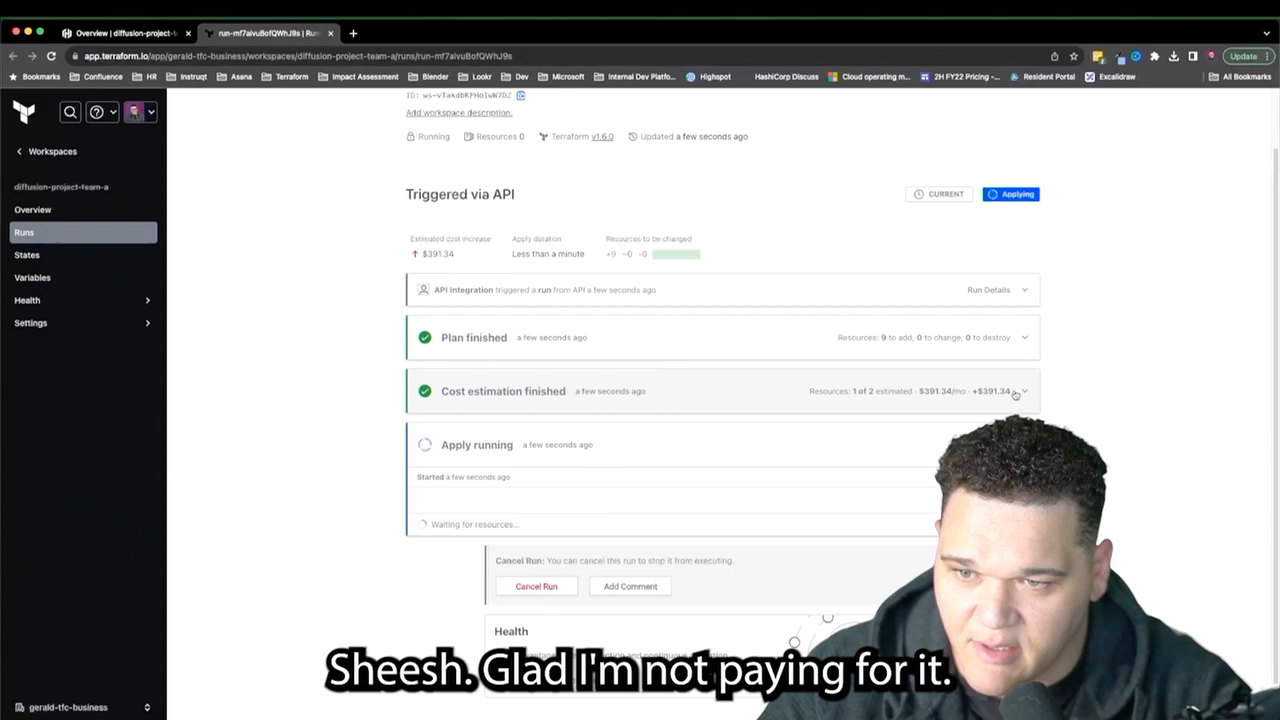 Overview | diffusion-project-t
run-mf7aivuBofQWhJ9s | Run
app.terraform.io/app/gerald-tfc-business/workspaces/diffusion-project-team-a/runs/run-mf7aivuBofQWhJ9s
Update
Bookmarks Confluence HR Instruqt Asana Terraform Impact Assessment Blender Lookr Dev Microsoft Internal Dev Platfo... Highspot HashiCorp Discuss Cloud operating m... 2H FY22 Pricing -... Resident Portal Excalidraw All Bookmarks
Workspaces
diffusion-project-team-a
Overview
Runs
States
Variables
Health
Settings
gerald-tfc-business
ID:
Add workspace description.
Running Resources 0 Terraform v1.6.0 Updated a few seconds ago
Triggered via API
CURRENT Applying
Estimated cost increase Apply duration Resources to be changed
$391.34 Less than a minute +9 ~0 -0
API Integration triggered a run from API a few seconds ago Run Details
Plan finished a few seconds ago Resources: 9 to add, 0 to change, 0 to destroy
Cost estimation finished a few seconds ago Resources: 1 of 2 estimated · $391.34/mo · +$391.34
Apply running a few seconds ago
Started a few seconds ago
Waiting for resources...
Cancel Run: You can cancel this run to stop it from executing.
Cancel Run Add Comment
Health
Sheesh. Glad I'm not paying for it.